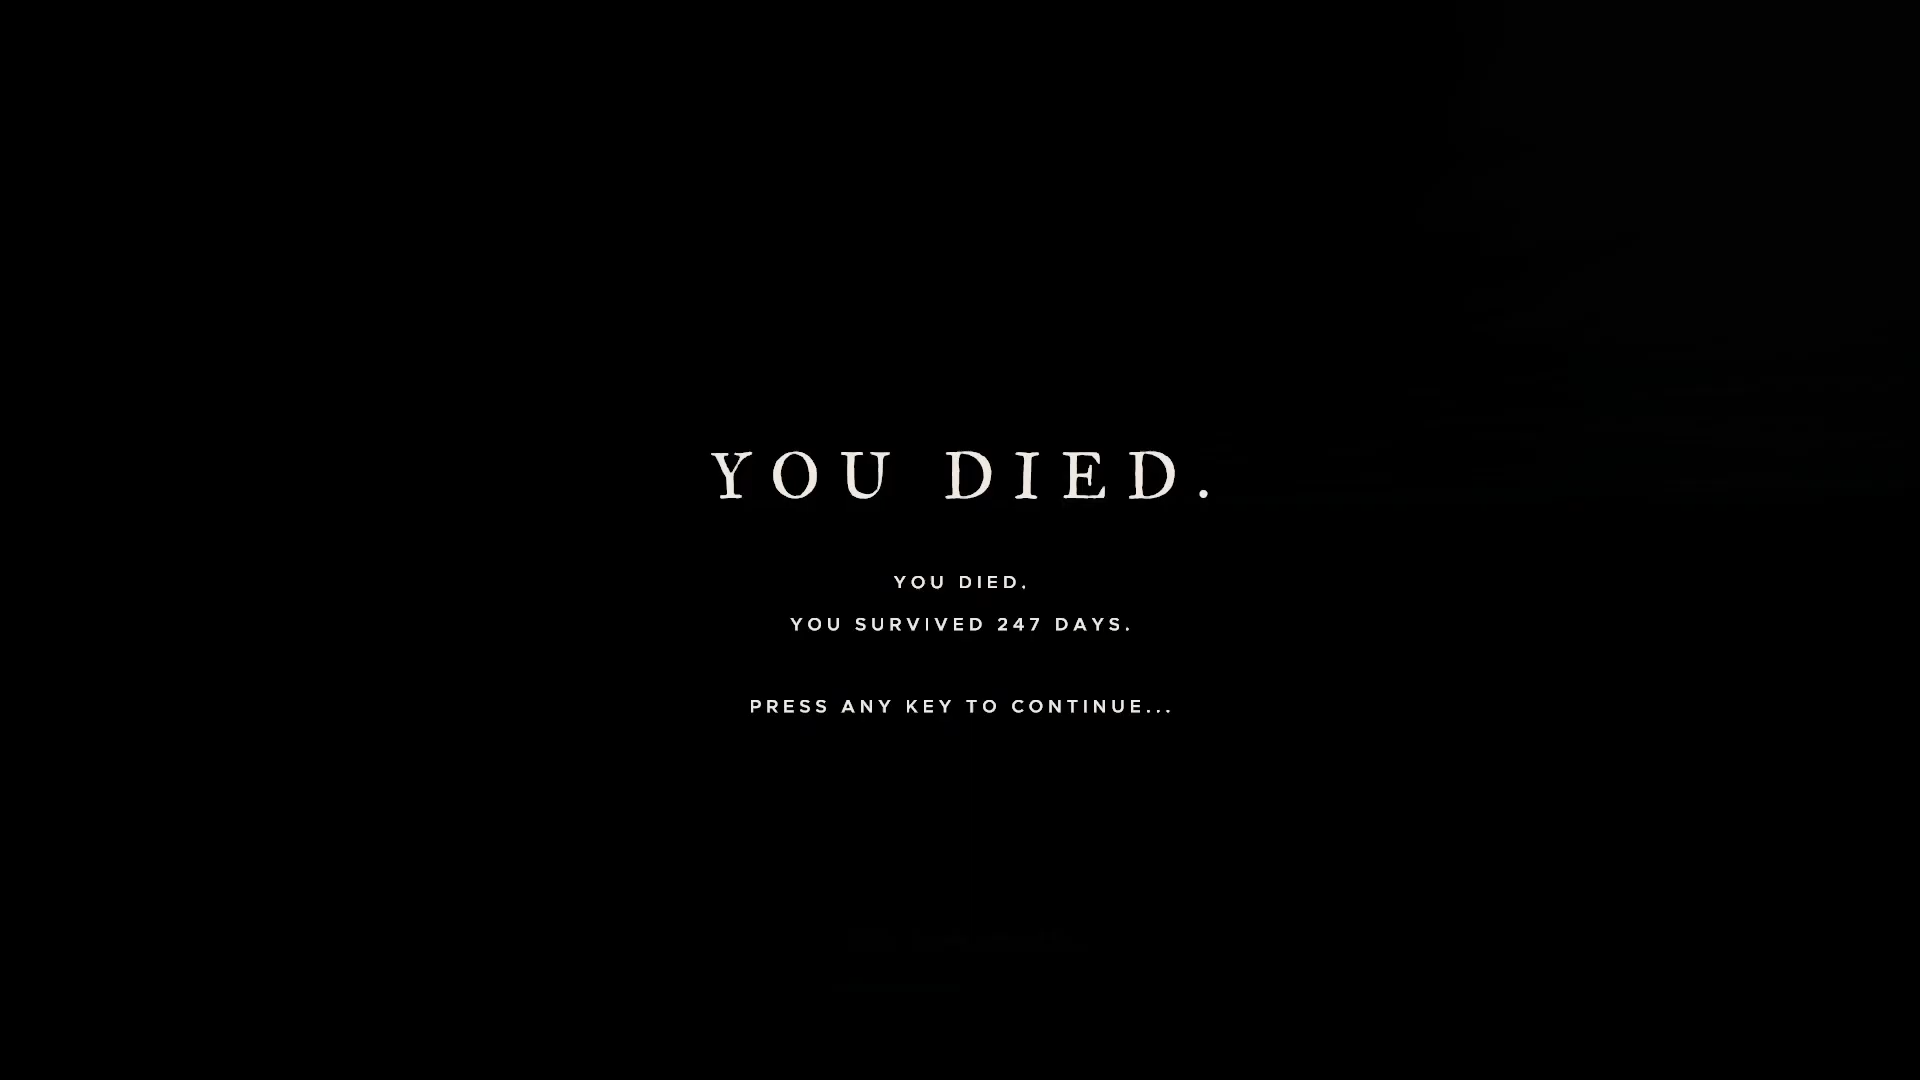 YOU DIED.
YOU DIED.
YOU SURVIVED 247 DAYS.
PRESS ANY KEY TO CONTINUE...